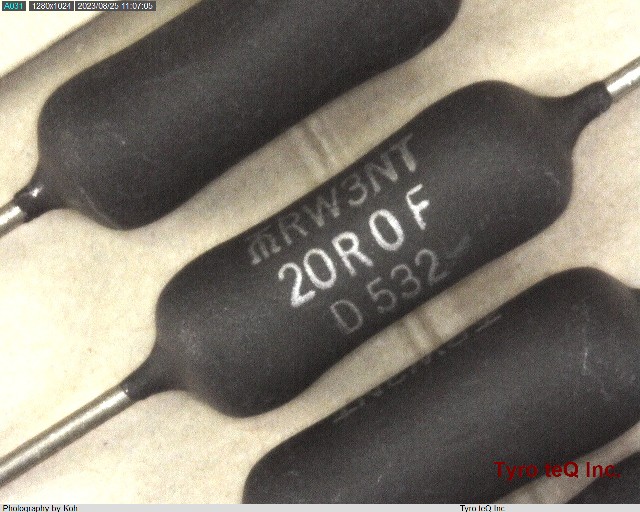 A031 1280x1024 2023/08/25 11:07:05
RW3NT
20R0F
D 532
Tyro teQ Inc.
Photography by Koh
Tyro teQ Inc